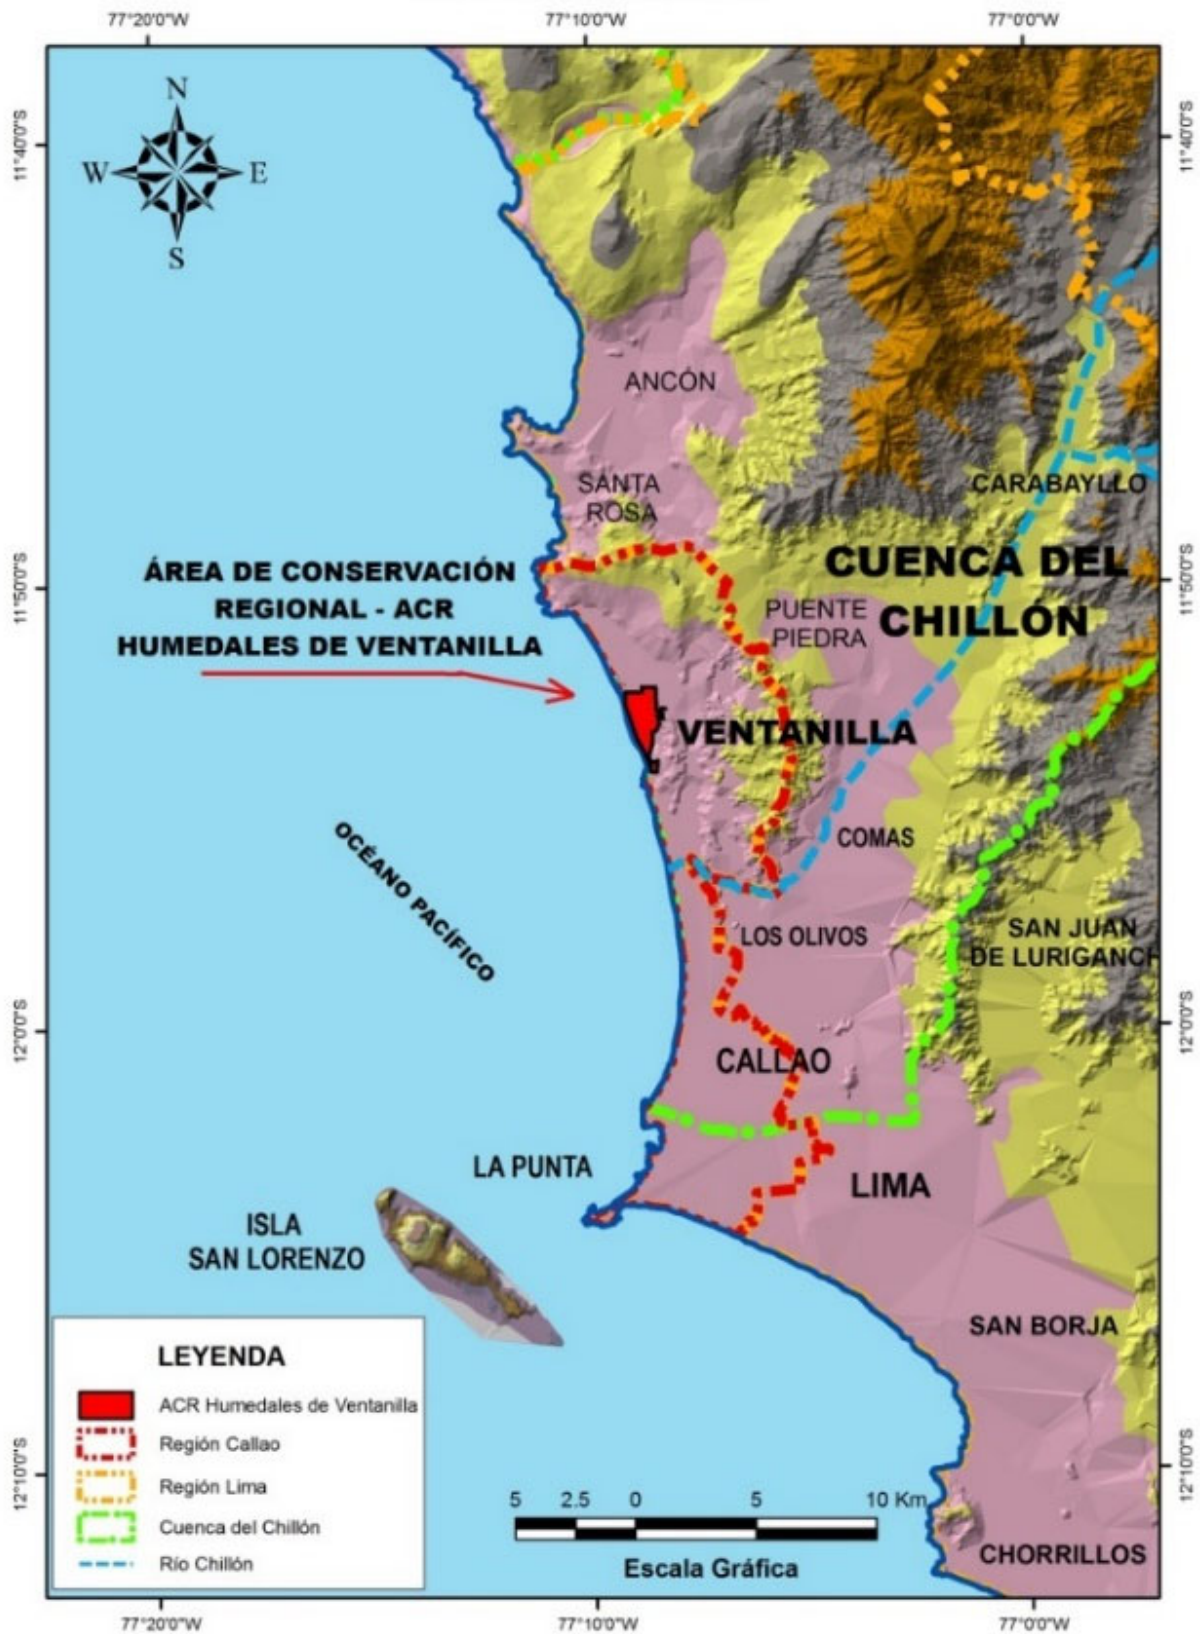 77°20'0"W
77°10'0"W
77°0'0"W
N
W
E
S
11°40'0"S
11°40'0"S
ANCÓN
SANTA
ROSA
CARABAYLLO
ÁREA DE CONSERVACIÓN
REGIONAL - ACR
HUMEDALES DE VENTANILLA
CUENCA DEL
CHILLÓN
11°50'0"S
11°50'0"S
PUENTE
PIEDRA
VENTANILLA
COMAS
OCÉANO PACÍFICO
LOS OLIVOS
SAN JUAN
DE LURIGANCH
12°0'0"S
12°0'0"S
CALLAO
LA PUNTA
LIMA
ISLA
SAN LORENZO
SAN BORJA
LEYENDA
ACR Humedales de Ventanilla
Región Callao
Región Lima
Cuenca del Chillón
Río Chillón
12°10'0"S
12°10'0"S
5 2.5 0 5 10 Km
Escala Gráfica
CHORRILLOS
77°20'0"W
77°10'0"W
77°0'0"W